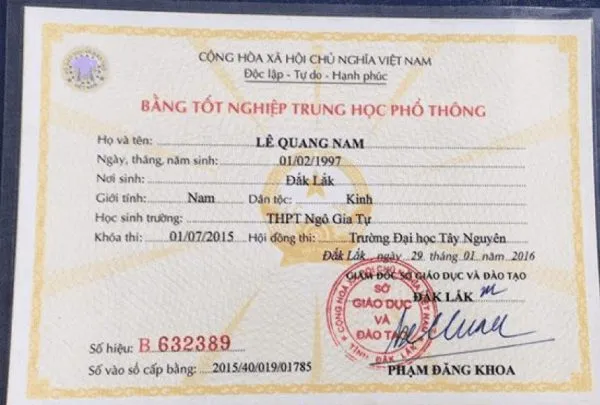 CỘNG HÒA XÃ HỘI CHỦ NGHĨA VIỆT NAM
Độc lập - Tự do - Hạnh phúc
BẰNG TỐT NGHIỆP TRUNG HỌC PHỔ THÔNG
Họ và tên: LÊ QUANG NAM
Ngày, tháng, năm sinh: 01/02/1997
Nơi sinh: Đắk Lắk
Giới tính: Nam Dân tộc: Kinh
Học sinh trường: THPT Ngô Gia Tự
Khóa thi: 01/07/2015 Hội đồng thi: Trường Đại học Tây Nguyên
Đắk Lắk, ngày 29 tháng 01 năm 2016
GIÁM ĐỐC SỞ GIÁO DỤC VÀ ĐÀO TẠO
ĐẮK LẮK
SỞ
GIÁO DỤC
VÀ
ĐÀO TẠO
TỈNH ĐẮK LẮK
Số hiệu: B 632389
Số vào sổ cấp bằng: 2015/40/019/01785
PHẠM ĐĂNG KHOA